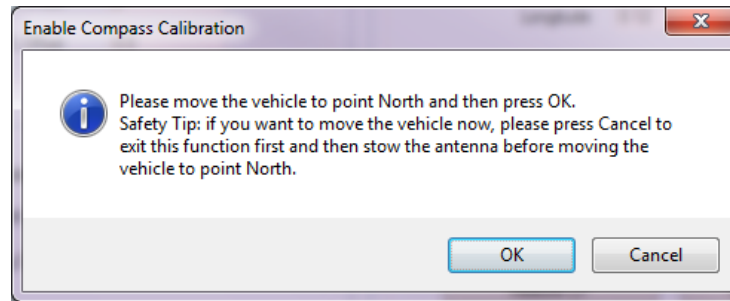 Enable Compass Calibration
Please move the vehicle to point North and then press OK.
Safety Tip: if you want to move the vehicle now, please press Cancel to
exit this function first and then stow the antenna before moving the
vehicle to point North.
OK
Cancel